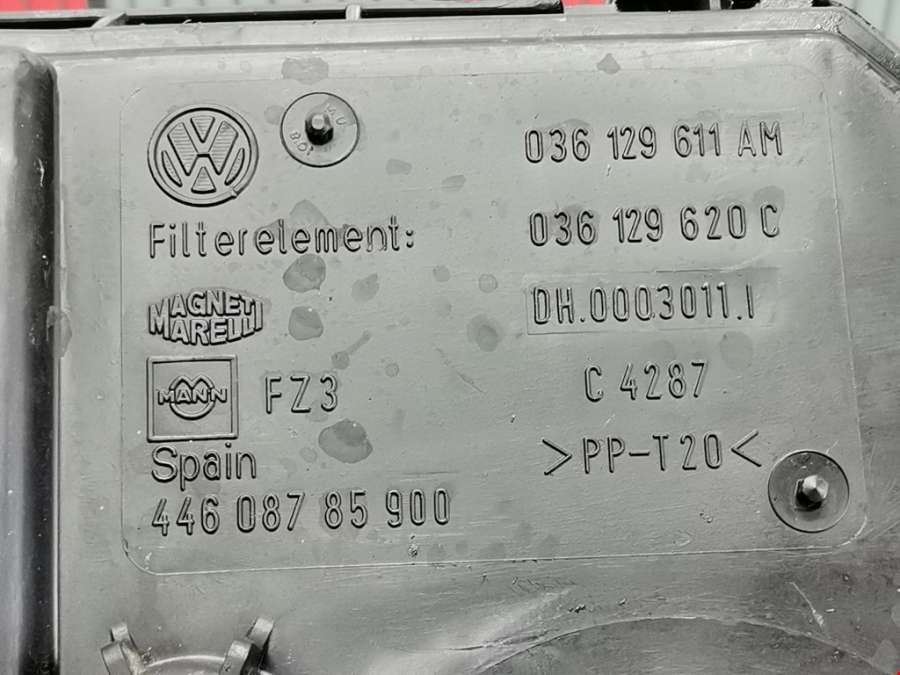 036 129 611 AM
Filterelement: 036 129 620 C
MAGNETI MARELLI DH.0003011.I
MANN FZ3 C 4287
Spain >PP-T20<
446 087 85 900